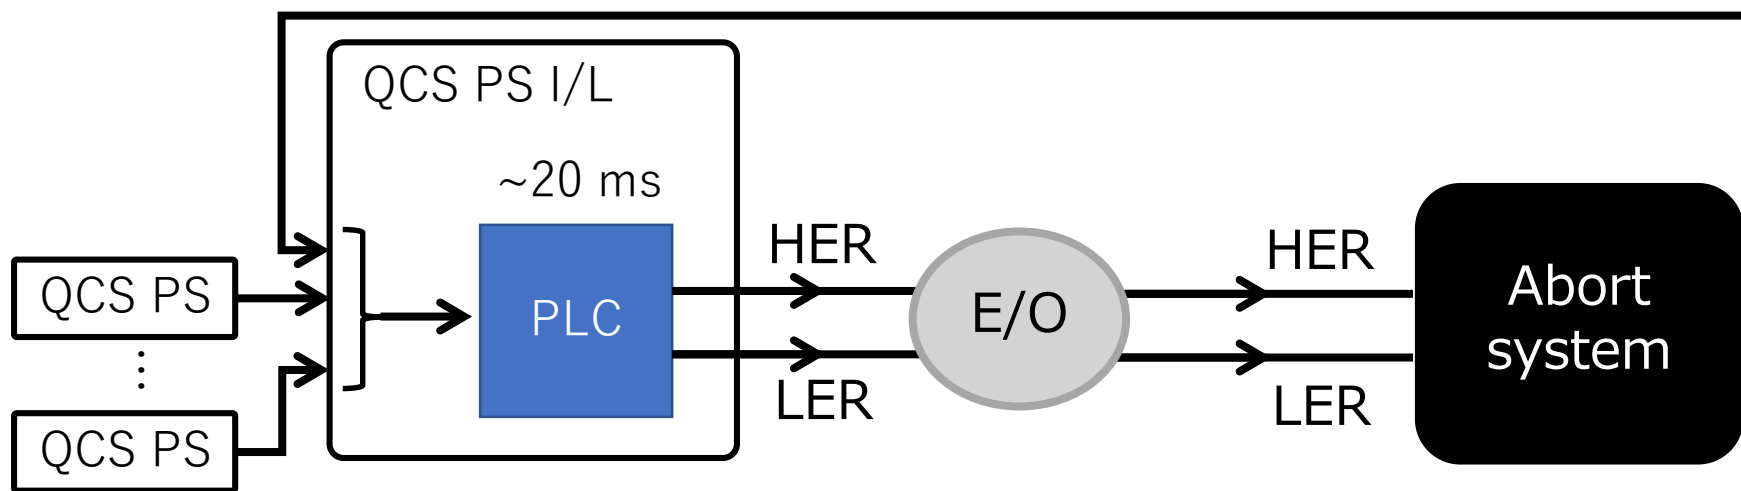 QCS PS I/L
~20 ms
QCS PS
⋮
QCS PS
PLC
HER
LER
E/O
HER
LER
Abort
system